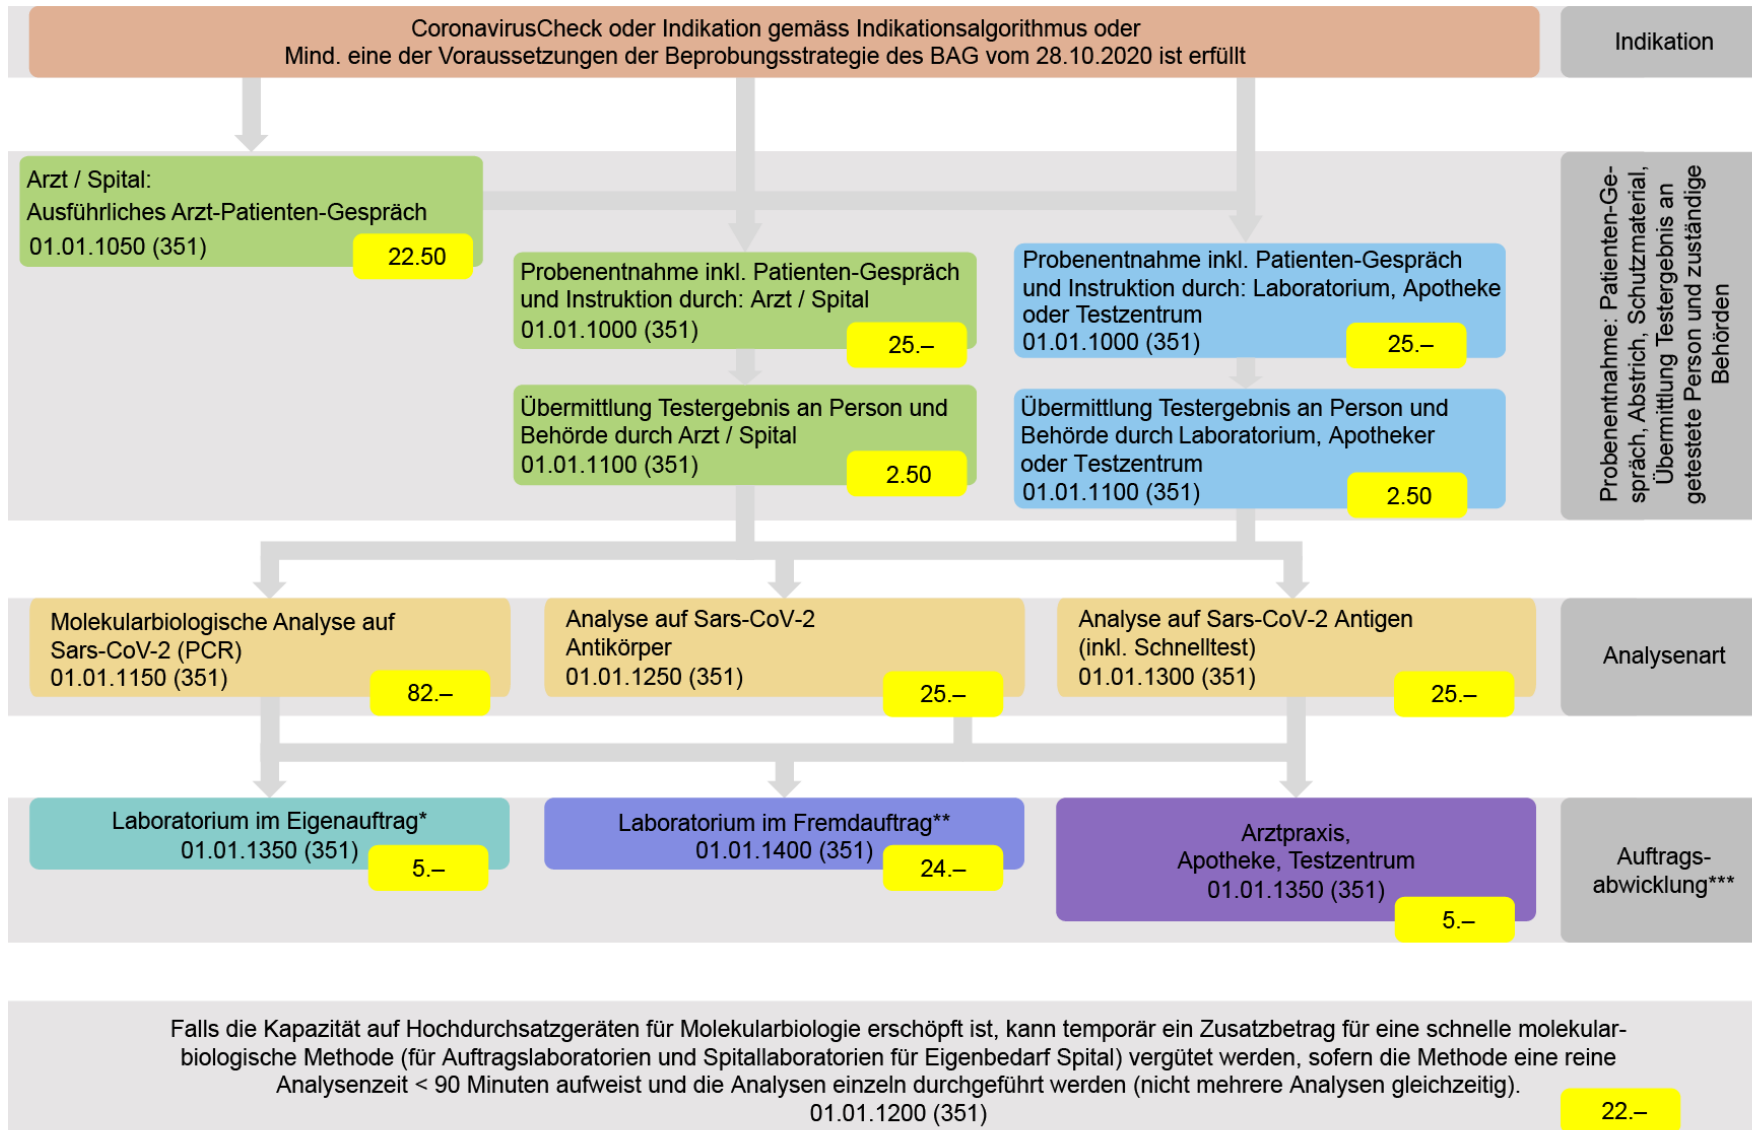 CoronavirusCheck oder Indikation gemäss Indikationsalgorithmus oder
Mind. eine der Voraussetzungen der Beprobungsstrategie des BAG vom 28.10.2020 ist erfüllt
Indikation
Arzt / Spital:
Ausführliches Arzt-Patienten-Gespräch
01.01.1050 (351)
22.50
Probenentnahme inkl. Patienten-Gespräch
und Instruktion durch: Arzt / Spital
01.01.1000 (351)
25.–
Probenentnahme inkl. Patienten-Gespräch
und Instruktion durch: Laboratorium, Apotheke
oder Testzentrum
01.01.1000 (351)
25.–
Übermittlung Testergebnis an Person und
Behörde durch Arzt / Spital
01.01.1100 (351)
2.50
Übermittlung Testergebnis an Person und
Behörde durch Laboratorium, Apotheker
oder Testzentrum
01.01.1100 (351)
2.50
Probenentnahme: Patienten-Ge-
spräch, Abstrich, Schutzmaterial,
Übermittlung Testergebnis an
getestete Person und zuständige
Behörden
Molekularbiologische Analyse auf
Sars-CoV-2 (PCR)
01.01.1150 (351)
82.–
Analyse auf Sars-CoV-2
Antikörper
01.01.1250 (351)
25.–
Analyse auf Sars-CoV-2 Antigen
(inkl. Schnelltest)
01.01.1300 (351)
25.–
Analysenart
Laboratorium im Eigenauftrag*
01.01.1350 (351)
5.–
Laboratorium im Fremdauftrag**
01.01.1400 (351)
24.–
Arztpraxis,
Apotheke, Testzentrum
01.01.1350 (351)
5.–
Auftrags-
abwicklung***
Falls die Kapazität auf Hochdurchsatzgeräten für Molekularbiologie erschöpft ist, kann temporär ein Zusatzbetrag für eine schnelle molekular-
biologische Methode (für Auftragslaboratorien und Spitallaboratorien für Eigenbedarf Spital) vergütet werden, sofern die Methode eine reine
Analysenzeit < 90 Minuten aufweist und die Analysen einzeln durchgeführt werden (nicht mehrere Analysen gleichzeitig).
01.01.1200 (351)
22.–